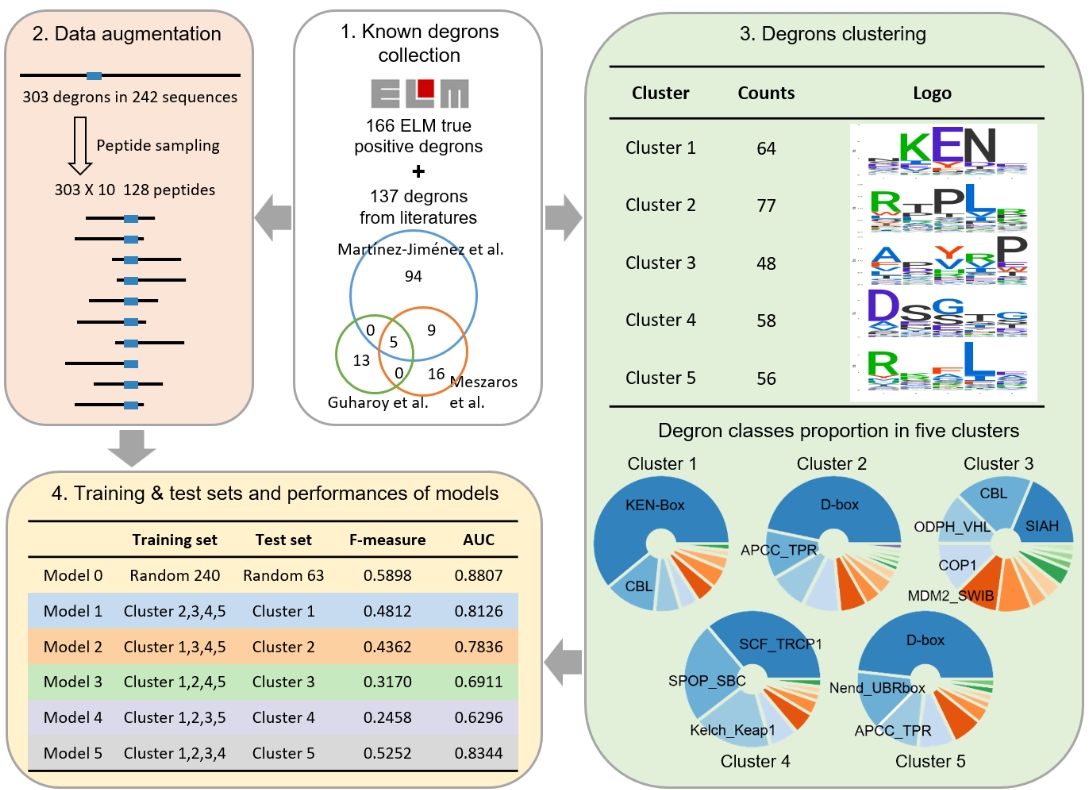 2. Data augmentation
303 degrons in 242 sequences
Peptide sampling
303 X 10 128 peptides
1. Known degrons
collection
ELM
166 ELM true
positive degrons
+
137 degrons
from literatures
Martínez-Jiménez et al.
94
0
9
5
13
0
16
Meszaros
et al.
Guharoy et al.
3. Degrons clustering
Cluster Counts Logo
Cluster 1 64 KEN
Cluster 2 77 RTPL
Cluster 3 48
Cluster 4 58
Cluster 5 56
Degron classes proportion in five clusters
Cluster 1 Cluster 2 Cluster 3
KEN-Box
CBL
D-box
APCC_TPR
CBL
SIAH
ODPH_VHL
COP1
MDM2_SWIB
SCF_TRCP1
SPOP_SBC
Kelch_Keap1
D-box
Nend_UBRbox
APCC_TPR
Cluster 4 Cluster 5
4. Training & test sets and performances of models
Training set Test set F-measure AUC
Model 0 Random 240 Random 63 0.5898 0.8807
Model 1 Cluster 2,3,4,5 Cluster 1 0.4812 0.8126
Model 2 Cluster 1,3,4,5 Cluster 2 0.4362 0.7836
Model 3 Cluster 1,2,4,5 Cluster 3 0.3170 0.6911
Model 4 Cluster 1,2,3,5 Cluster 4 0.2458 0.6296
Model 5 Cluster 1,2,3,4 Cluster 5 0.5252 0.8344